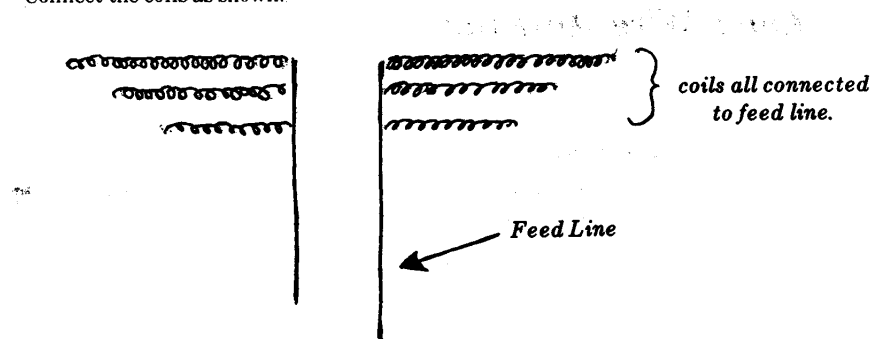 Connect the coils as shown.
coils all connected
to feed line.
Feed Line